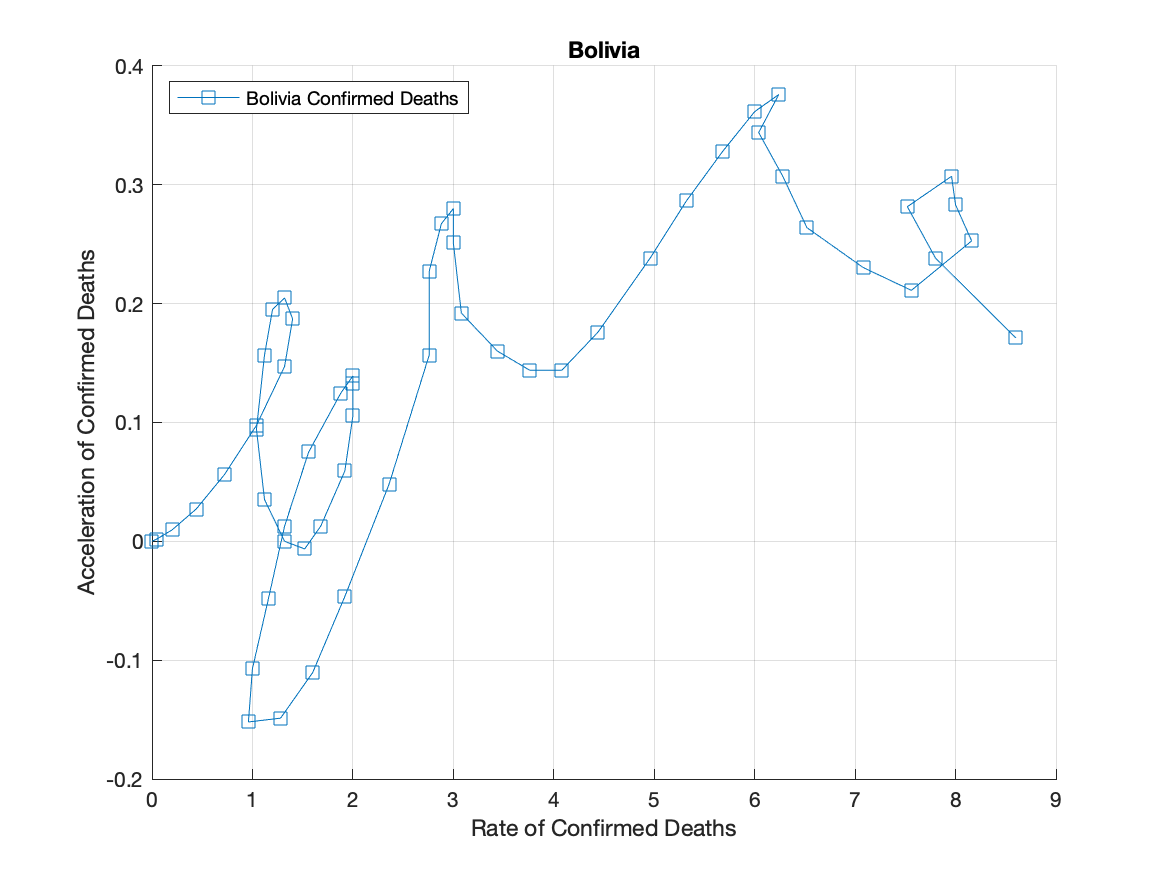 Bolivia
0.4
Bolivia Confirmed Deaths
0.3
0.2
0.1
0
-0.1
-0.2
Acceleration of Confirmed Deaths
0 1 2 3 4 5 6 7 8 9
Rate of Confirmed Deaths